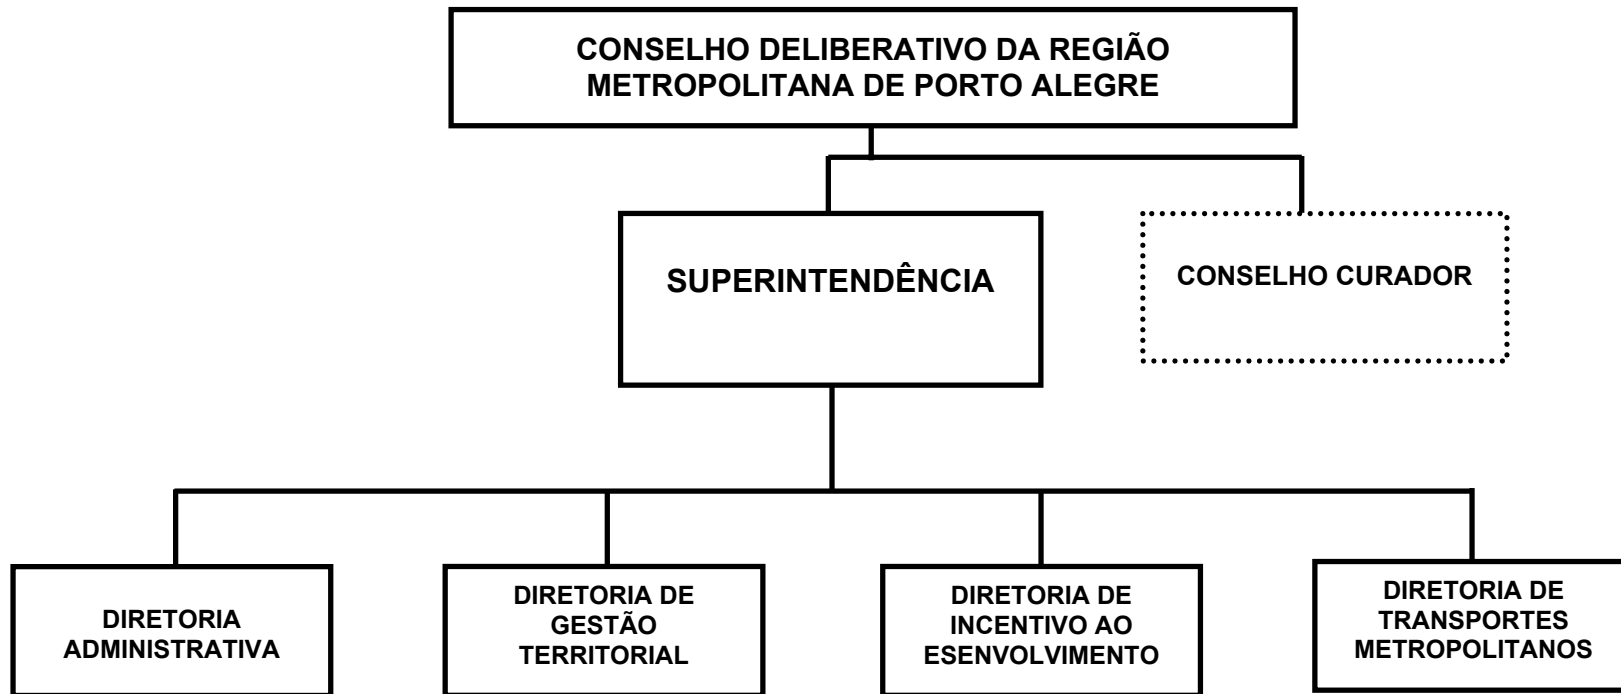 CONSELHO DELIBERATIVO DA REGIÃO
METROPOLITANA DE PORTO ALEGRE
SUPERINTENDÊNCIA
CONSELHO CURADOR
DIRETORIA
ADMINISTRATIVA
DIRETORIA DE
GESTÃO
TERRITORIAL
DIRETORIA DE
INCENTIVO AO
ESENVOLVIMENTO
DIRETORIA DE
TRANSPORTES
METROPOLITANOS